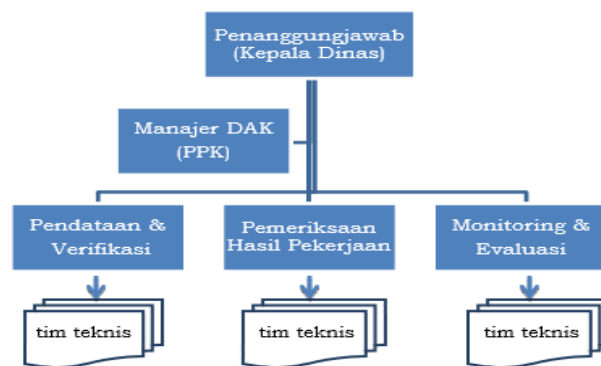 Penanggungjawab
(Kepala Dinas)
Manajer DAK
(PPK)
Pendataan &
Verifikasi
Pemeriksaan
Hasil Pekerjaan
Monitoring &
Evaluasi
tim teknis
tim teknis
tim teknis